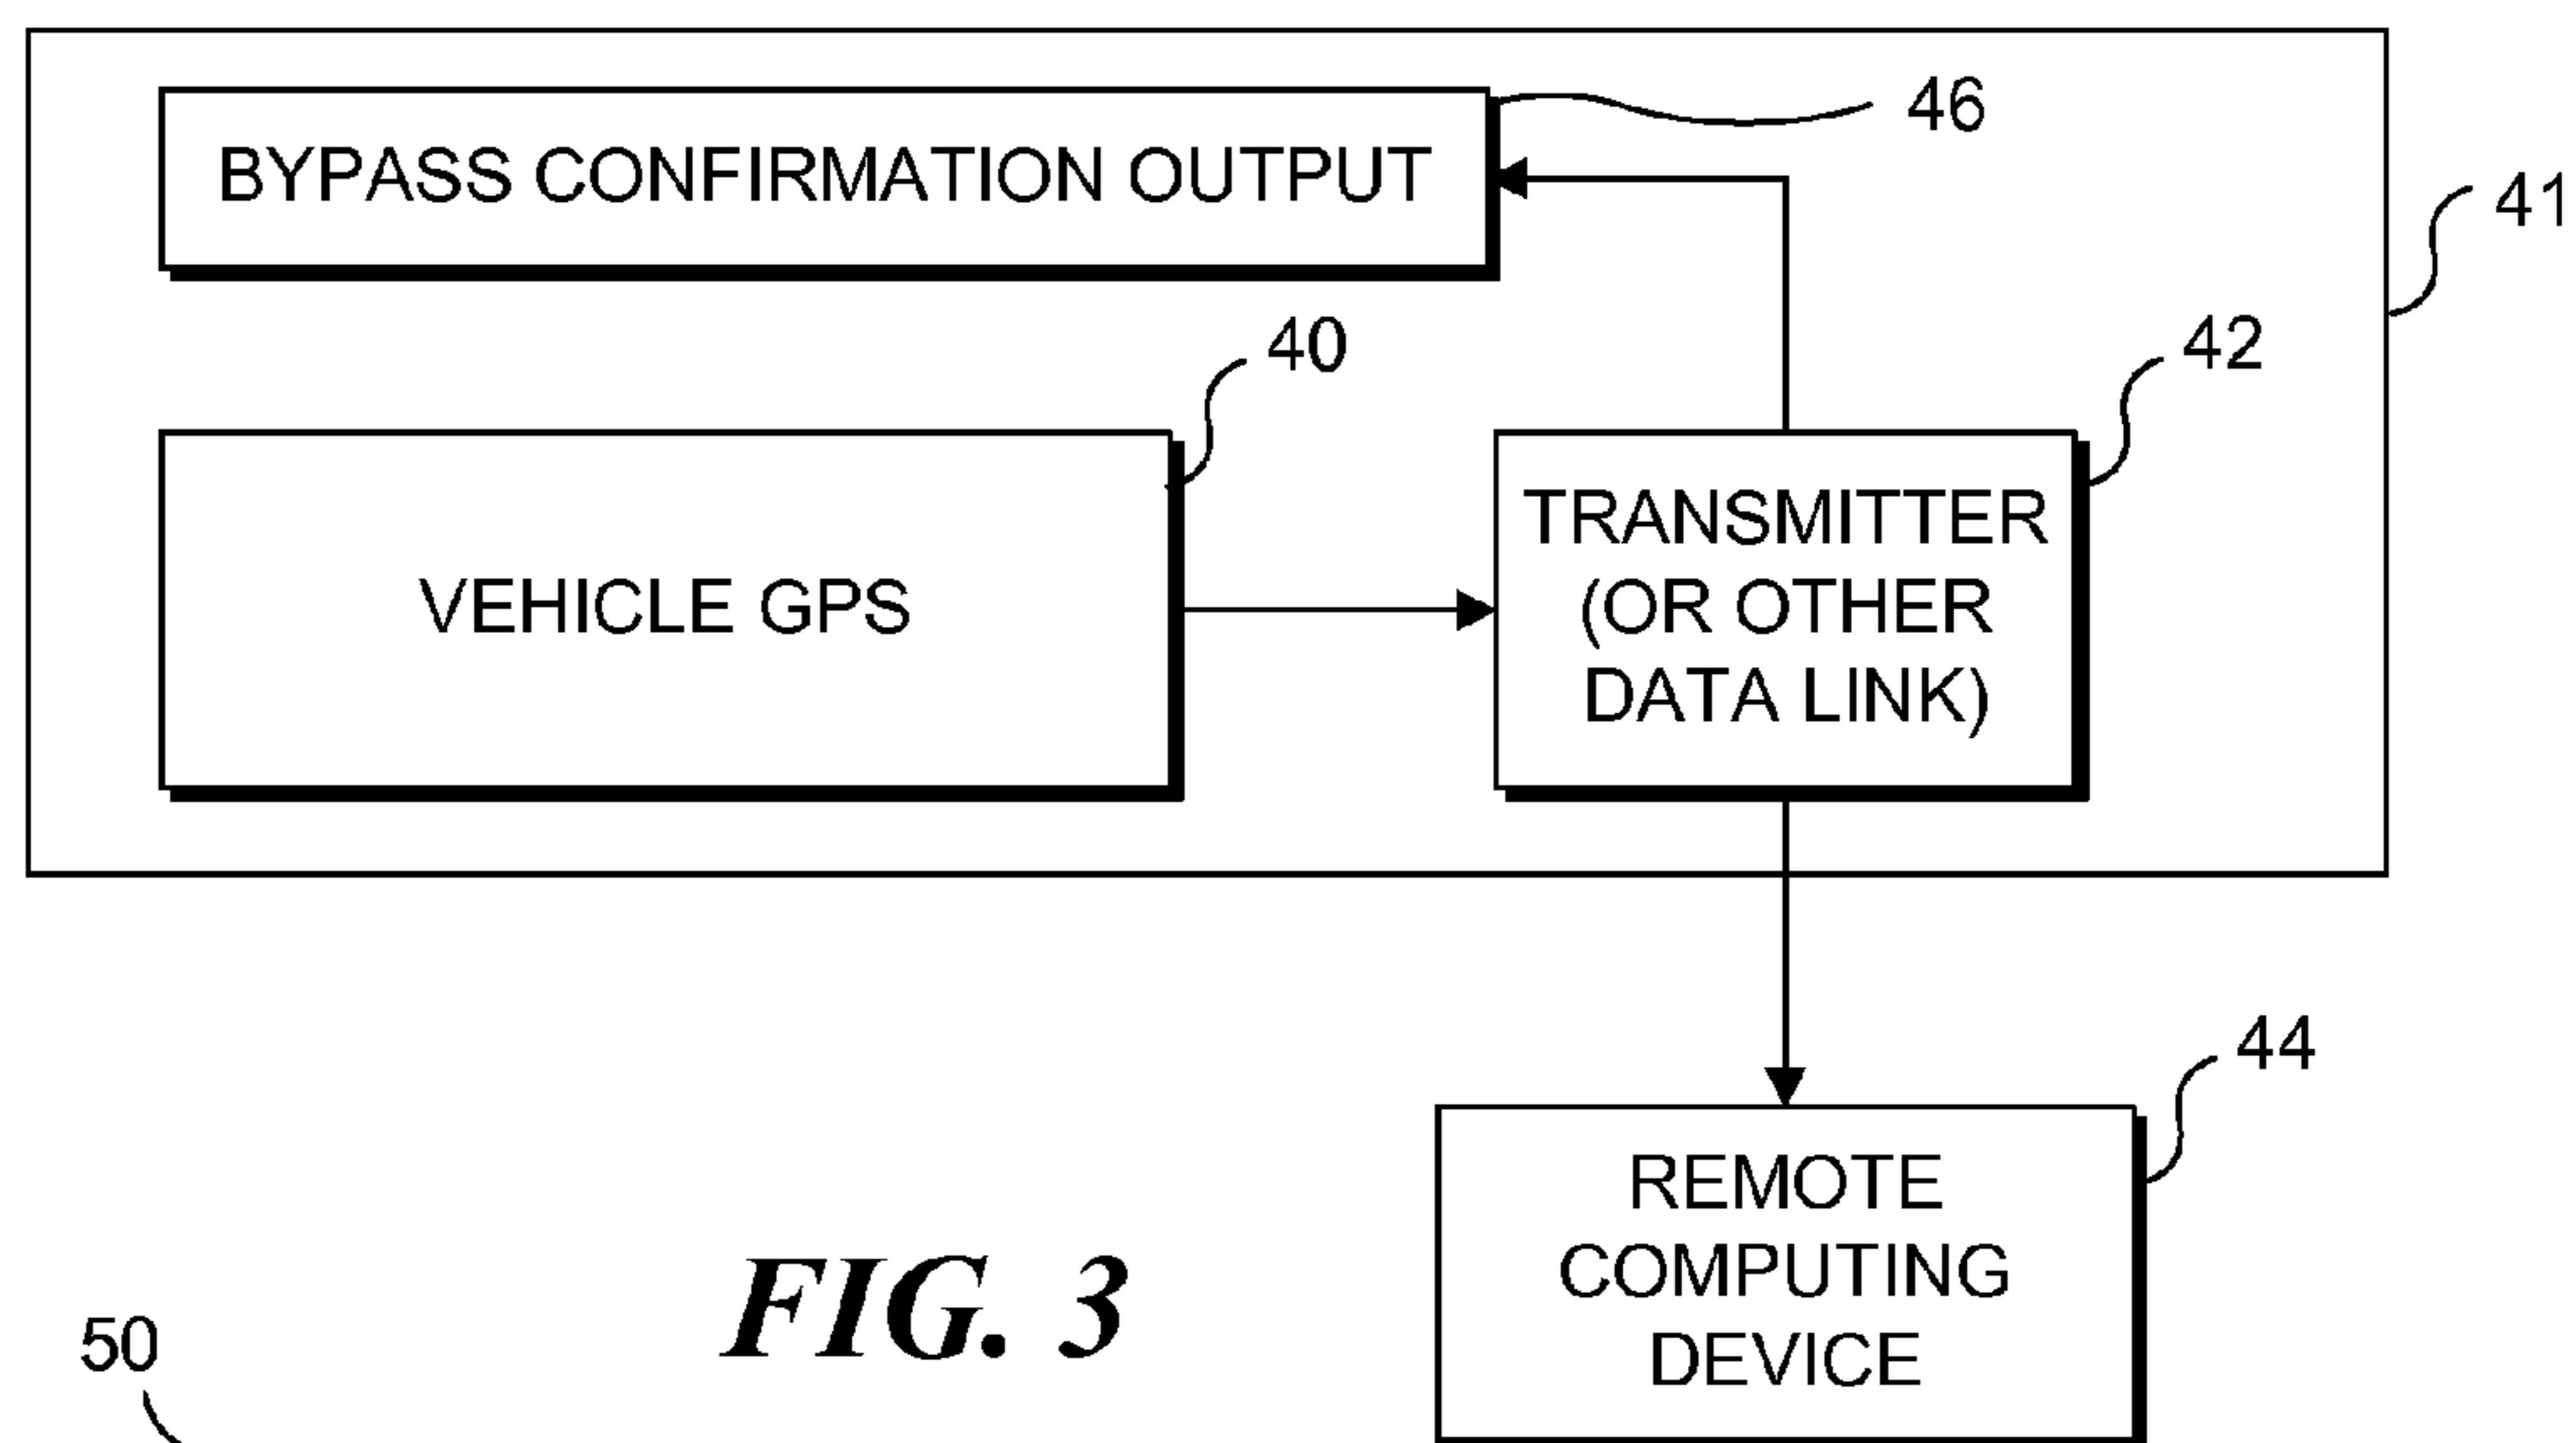 BYPASS CONFIRMATION OUTPUT
46
41
40
42
VEHICLE GPS
TRANSMITTER
(OR OTHER
DATA LINK)
44
REMOTE
COMPUTING
DEVICE
FIG. 3
50